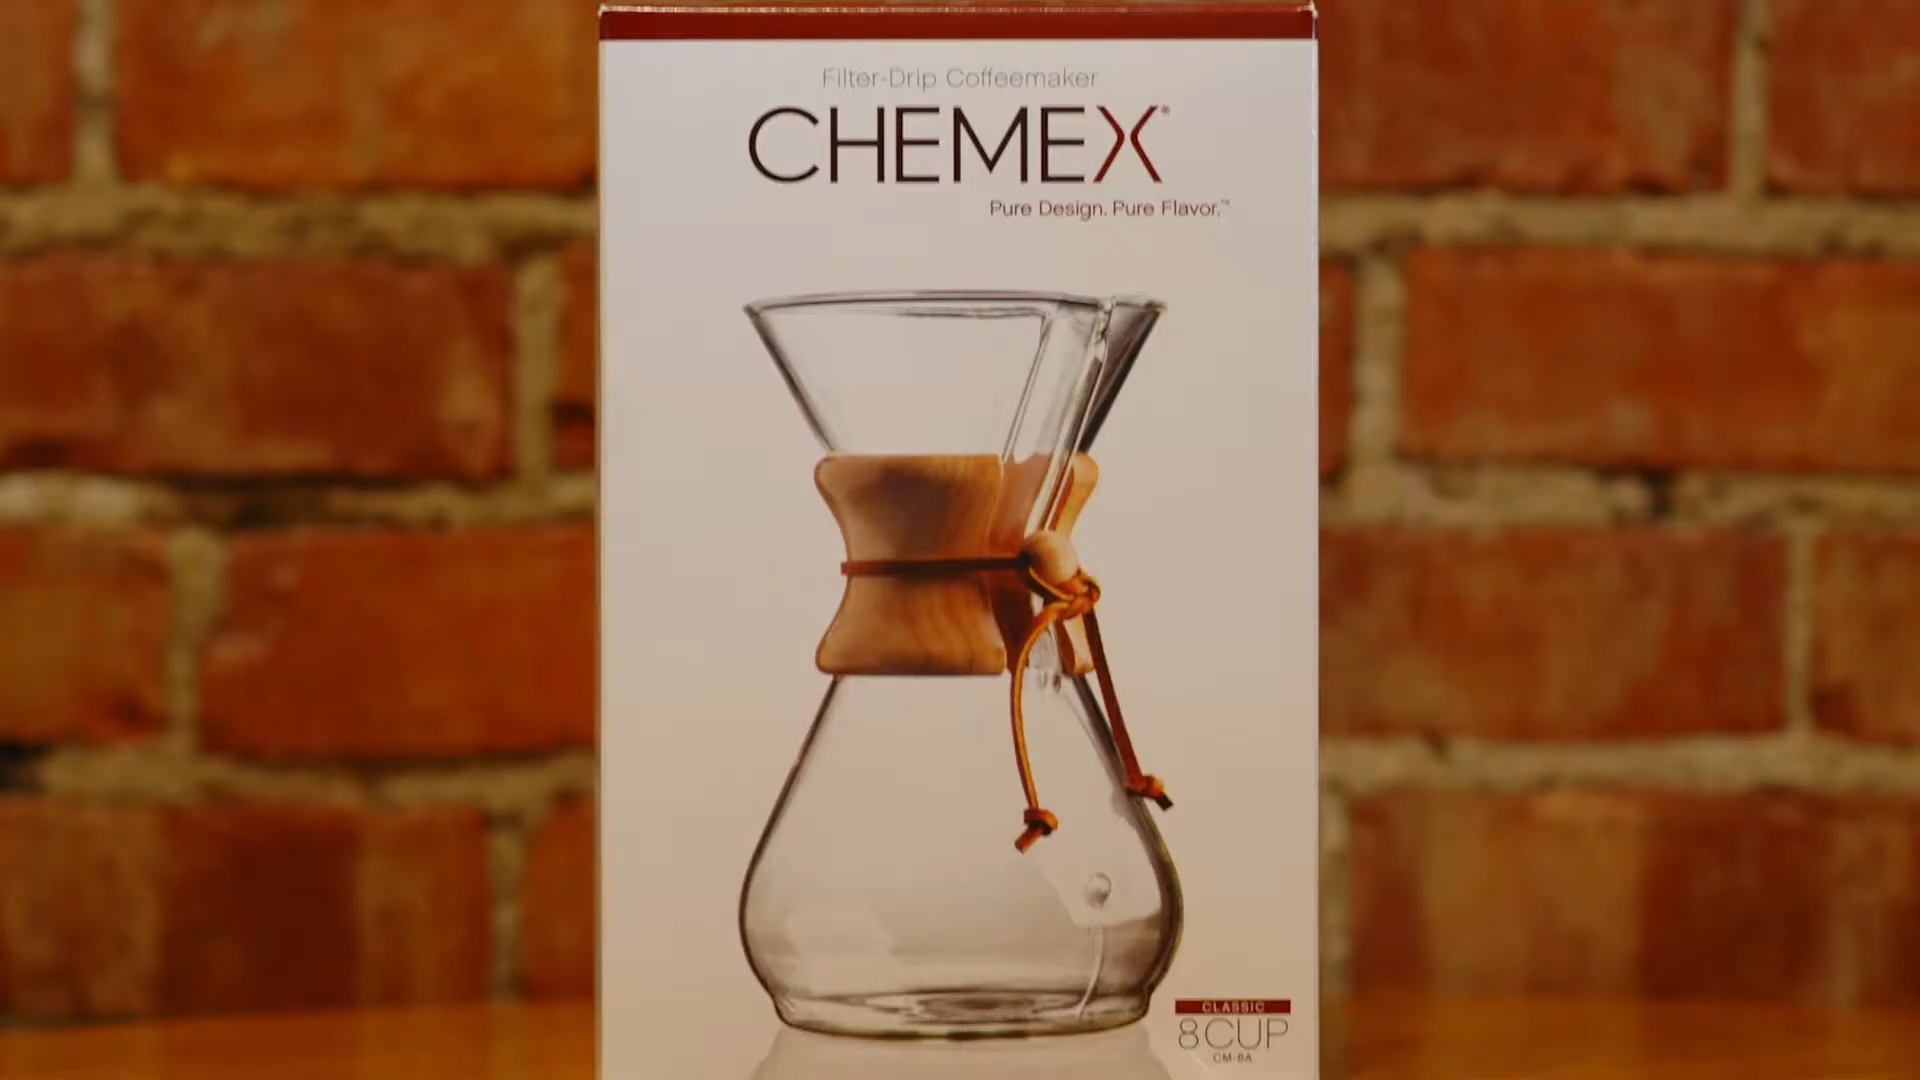 Filter-Drip Coffeemaker
CHEMEX®
Pure Design. Pure Flavor.™
CLASSIC
8 CUP
CM-8A